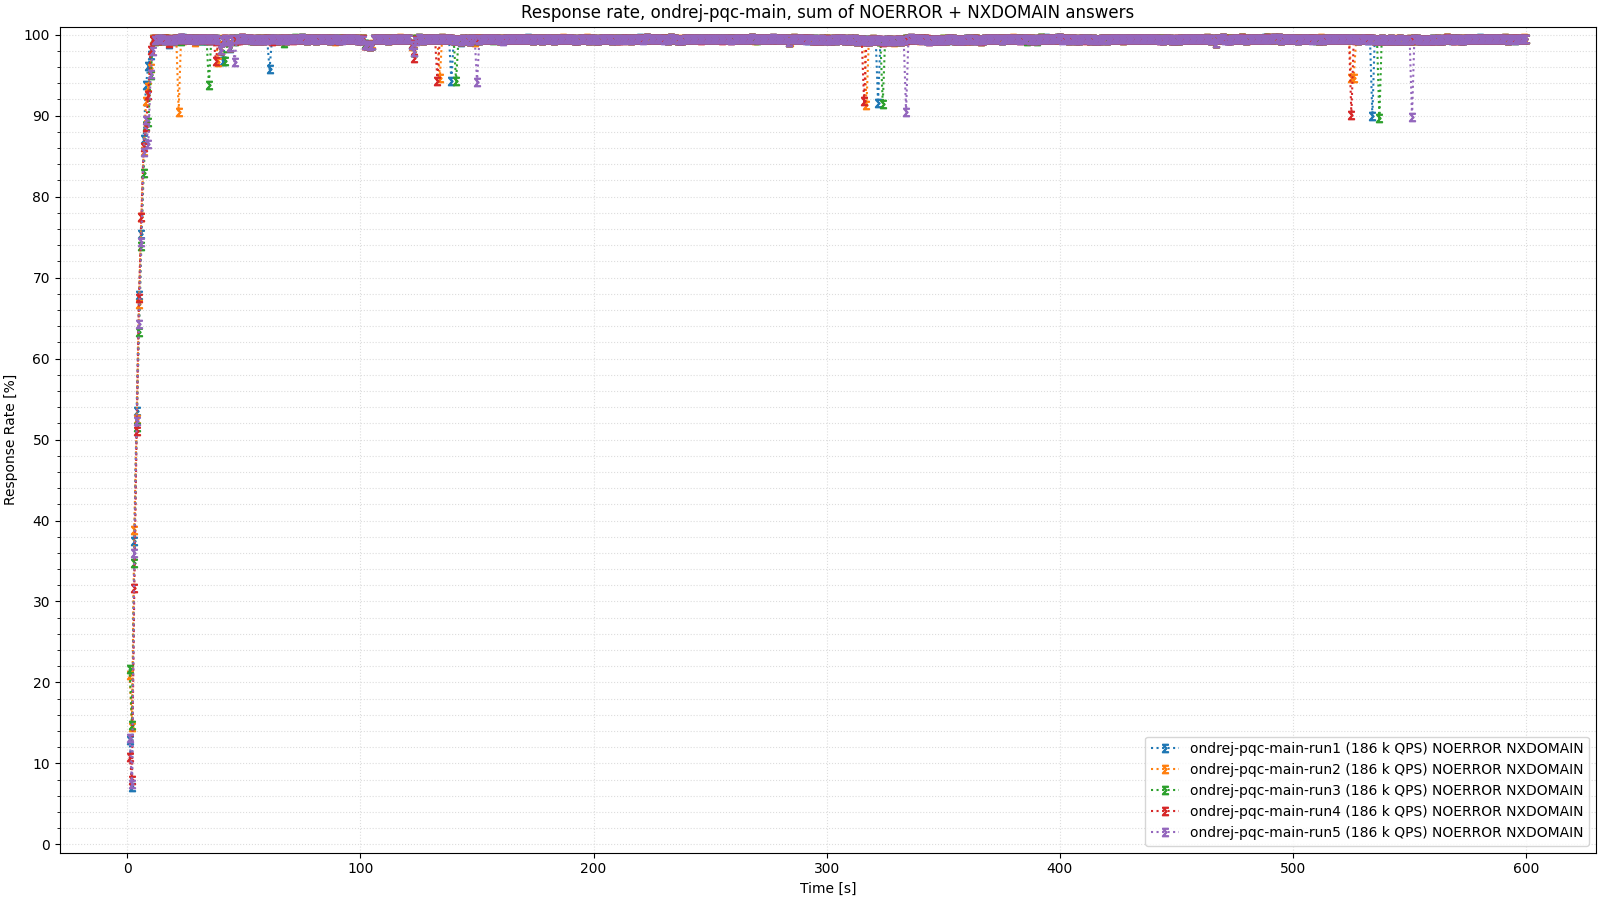 Response rate, ondrej-pqc-main, sum of NOERROR + NXDOMAIN answers
Response Rate [%]
100
90
80
70
60
50
40
30
20
10
0
ondrej-pqc-main-run1 (186 k QPS) NOERROR NXDOMAIN
ondrej-pqc-main-run2 (186 k QPS) NOERROR NXDOMAIN
ondrej-pqc-main-run3 (186 k QPS) NOERROR NXDOMAIN
ondrej-pqc-main-run4 (186 k QPS) NOERROR NXDOMAIN
ondrej-pqc-main-run5 (186 k QPS) NOERROR NXDOMAIN
0 100 200 300 400 500 600
Time [s]